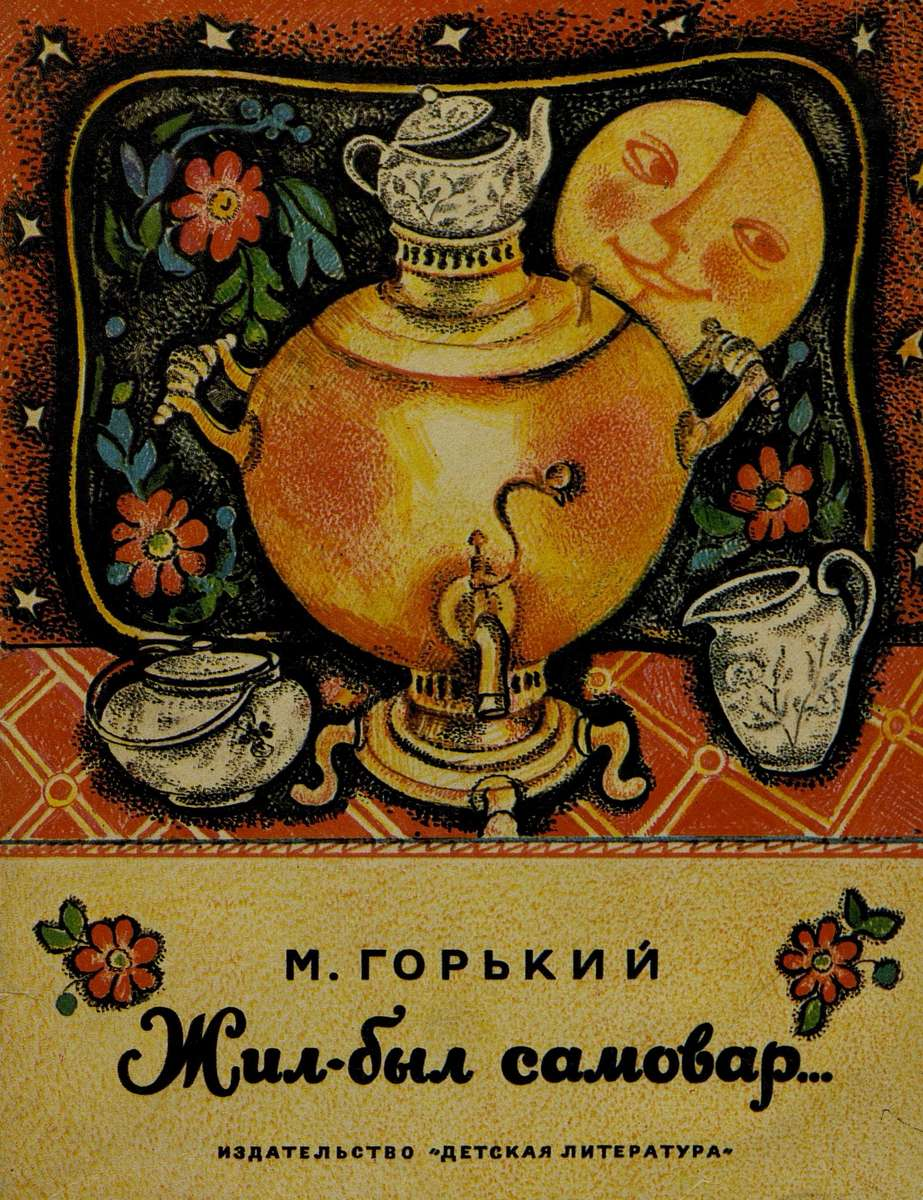 М. ГОРЬКИЙ
Жил-был самовар...
ИЗДАТЕЛЬСТВО "ДЕТСКАЯ ЛИТЕРАТУРА"